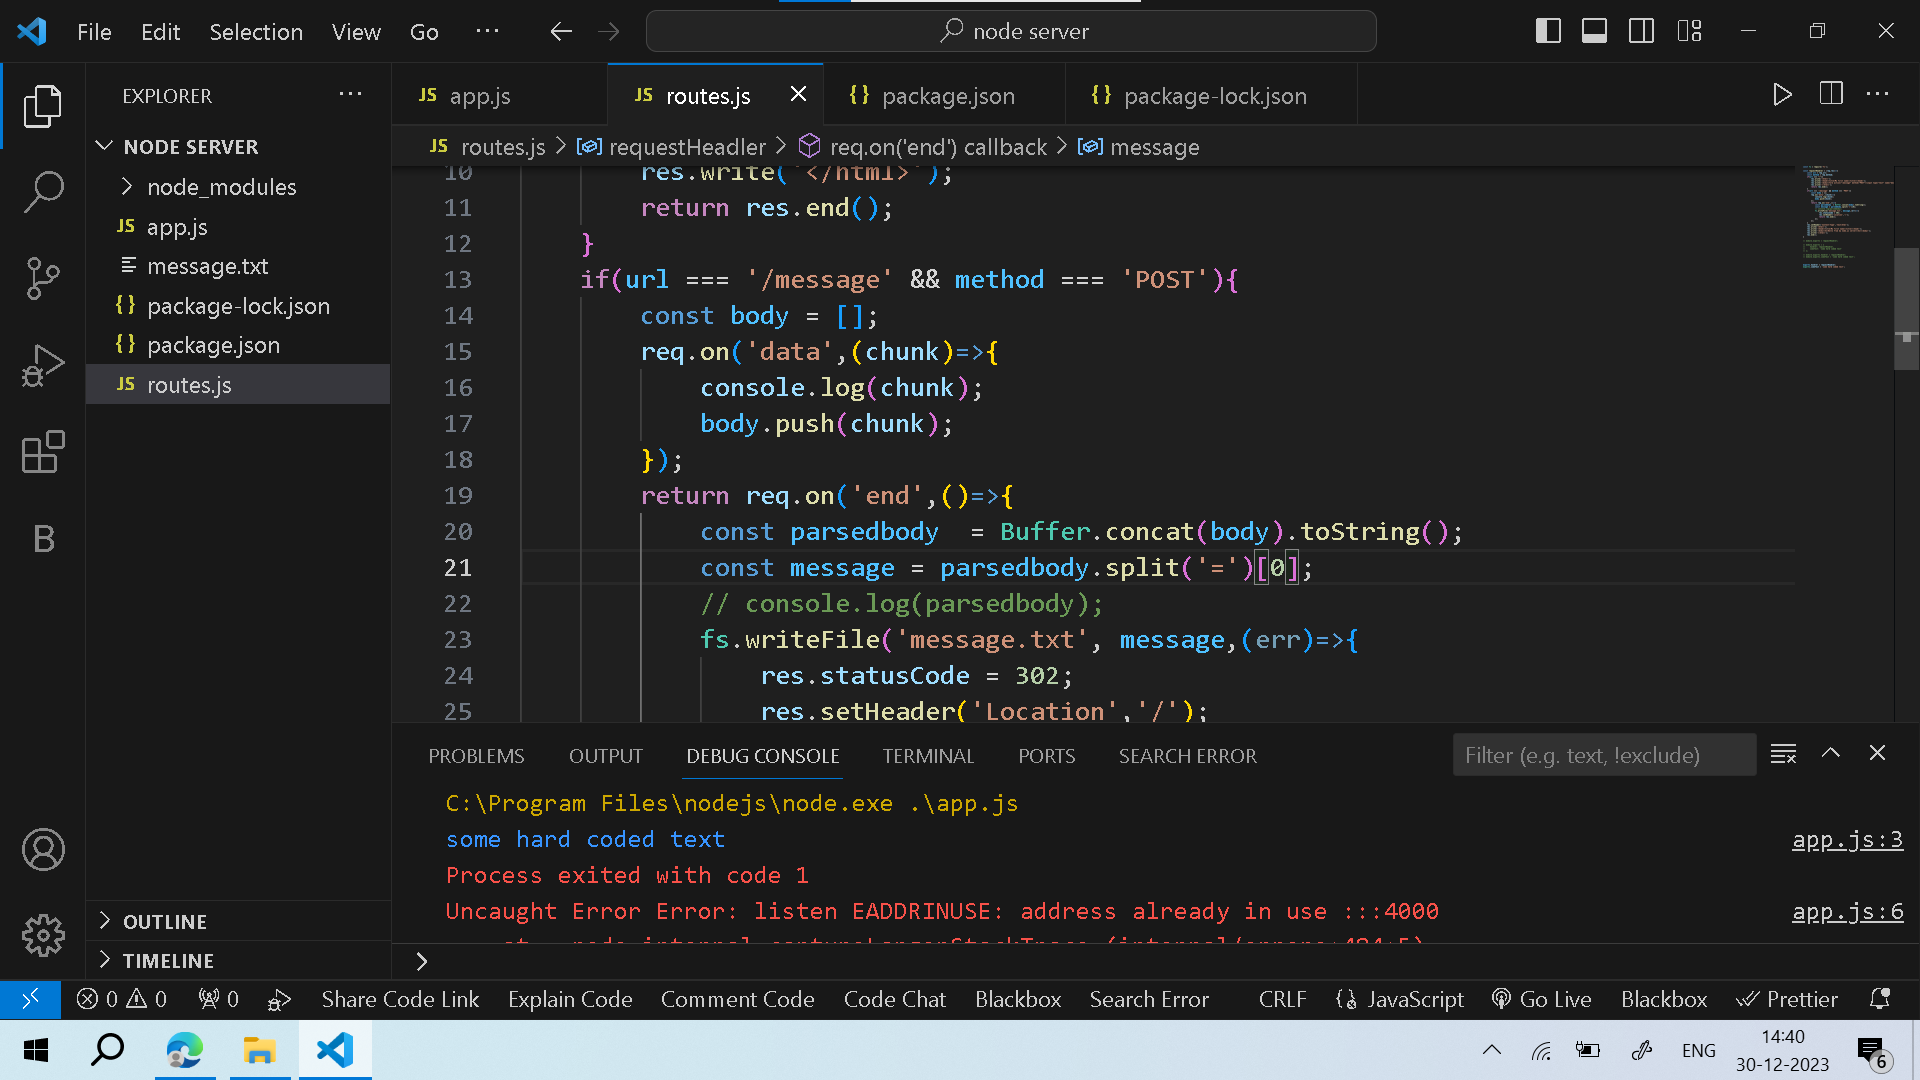 File Edit Selection View Go ... node server
EXPLORER ...
NODE SERVER
node_modules
JS app.js
message.txt
{} package-lock.json
{} package.json
JS routes.js
OUTLINE
TIMELINE
JS app.js JS routes.js {} package.json {} package-lock.json
JS routes.js > requestHeadler > req.on('end') callback > message
10 res.write('</html>');
11 return res.end();
12 }
13 if(url === '/message' && method === 'POST'){
14 const body = [];
15 req.on('data',(chunk)=>{
16 console.log(chunk);
17 body.push(chunk);
18 });
19 return req.on('end',()=>{
20 const parsedbody  = Buffer.concat(body).toString();
21 const message = parsedbody.split('=')[0];
22 // console.log(parsedbody);
23 fs.writeFile('message.txt', message,(err)=>{
24 res.statusCode = 302;
25 res.setHeader('Location','/');
PROBLEMS OUTPUT DEBUG CONSOLE TERMINAL PORTS SEARCH ERROR Filter (e.g. text, !exclude)
C:\Program Files\nodejs\node.exe .\app.js
some hard coded text app.js:3
Process exited with code 1
Uncaught Error Error: listen EADDRINUSE: address already in use :::4000 app.js:6
>
0 0 0 Share Code Link Explain Code Comment Code Code Chat Blackbox Search Error CRLF {} JavaScript Go Live Blackbox Prettier
ENG 14:40
30-12-2023 6